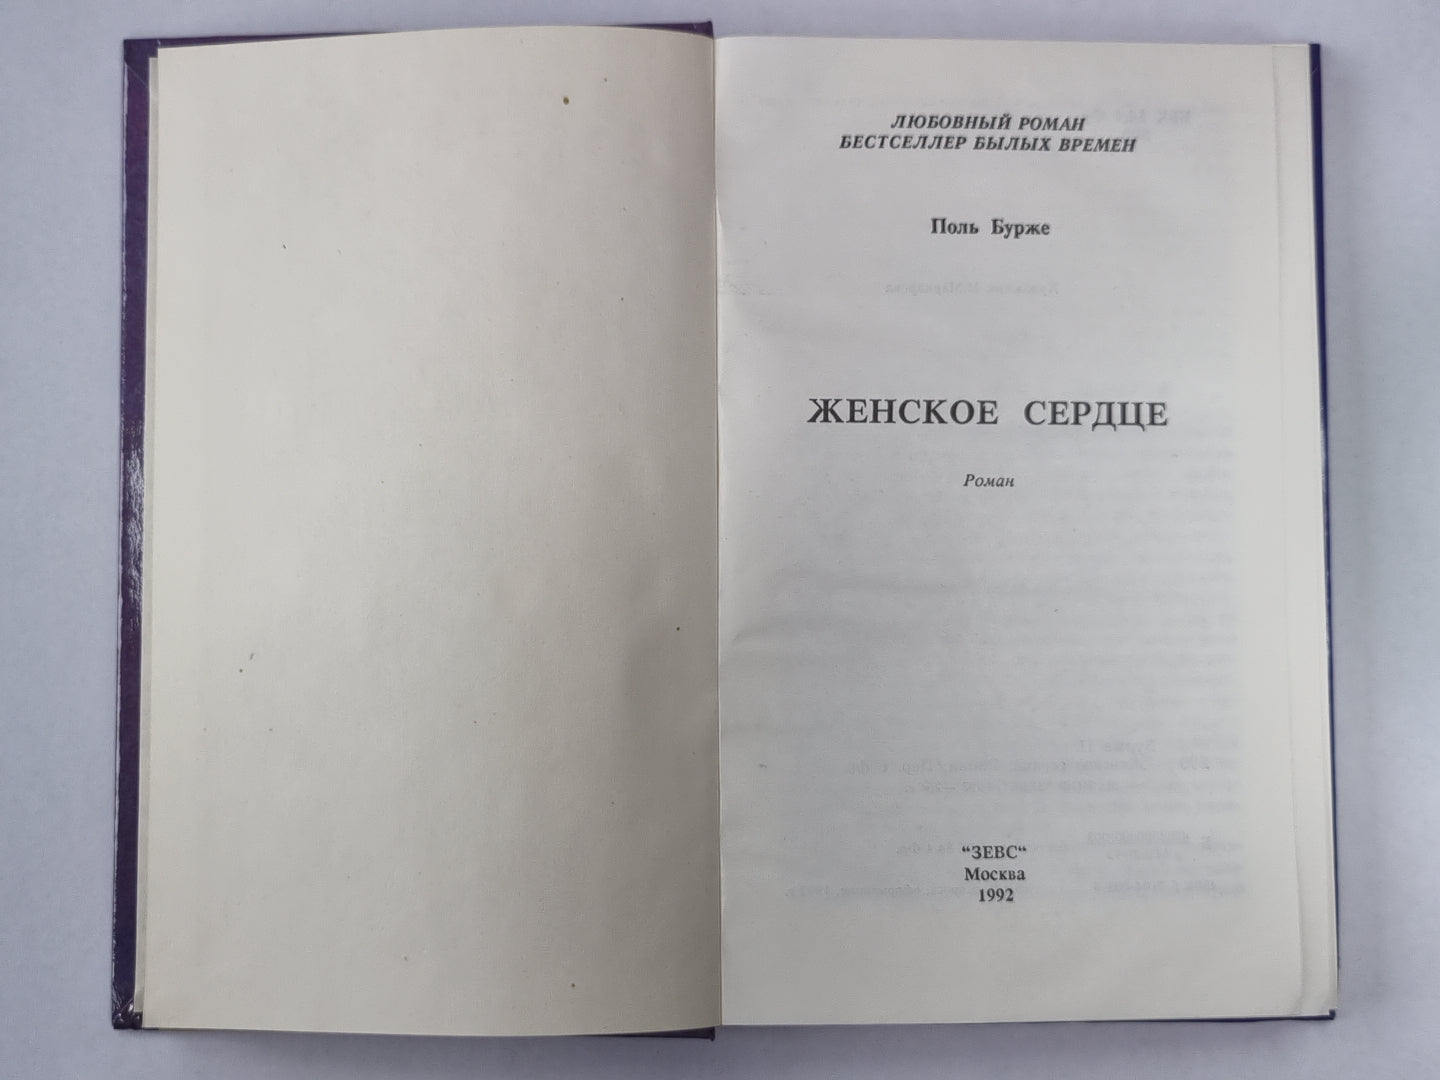 ЛЮБОВНЫЙ РОМАН
БЕСТСЕЛЛЕР БЫЛЫХ ВРЕМЕН
Поль Бурже
ЖЕНСКОЕ СЕРДЦЕ
Роман
“ЗЕВС“
Москва
1992